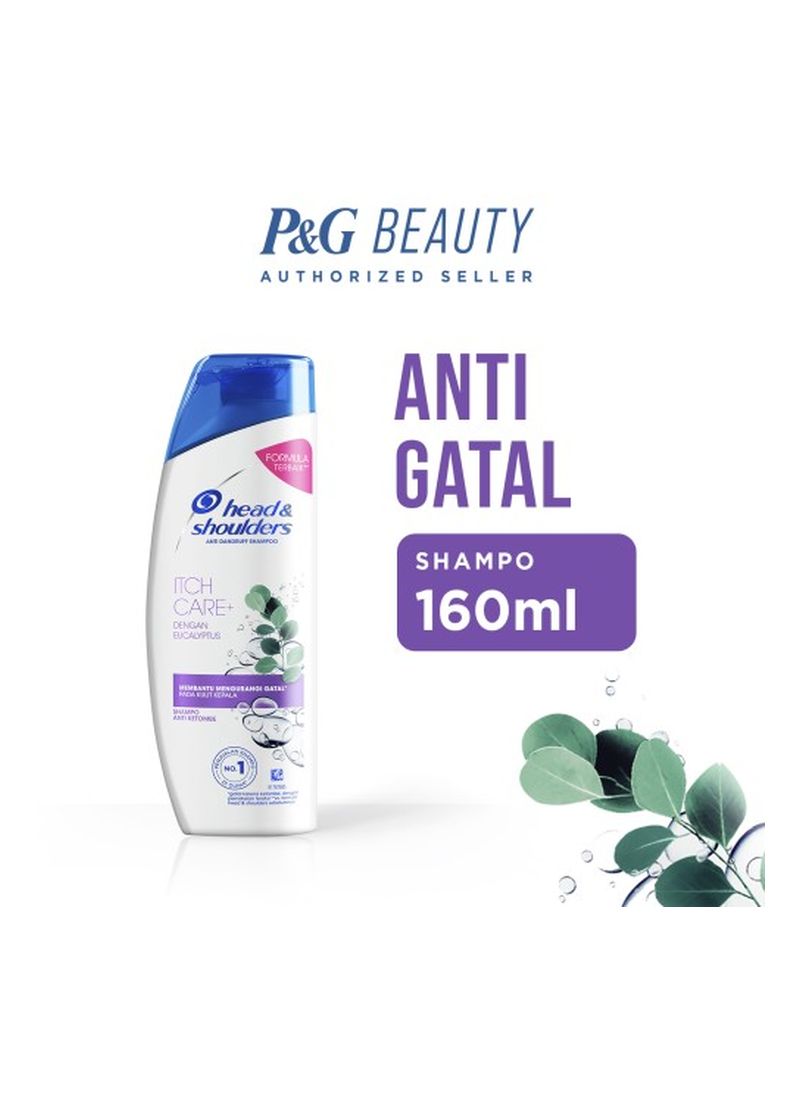 P&G BEAUTY
AUTHORIZED SELLER
ANTI
GATAL
SHAMPO
160ml
FORMULA
TERBAIK
head &
shoulders
ANTI DANDRUFF SHAMPOO
ITCH
CARE+
DENGAN
EUCALYPTUS
MEMBANTU MENGURANGI GATAL*
PADA KULIT KEPALA
SHAMPO
ANTI KETOMBE
NO.1